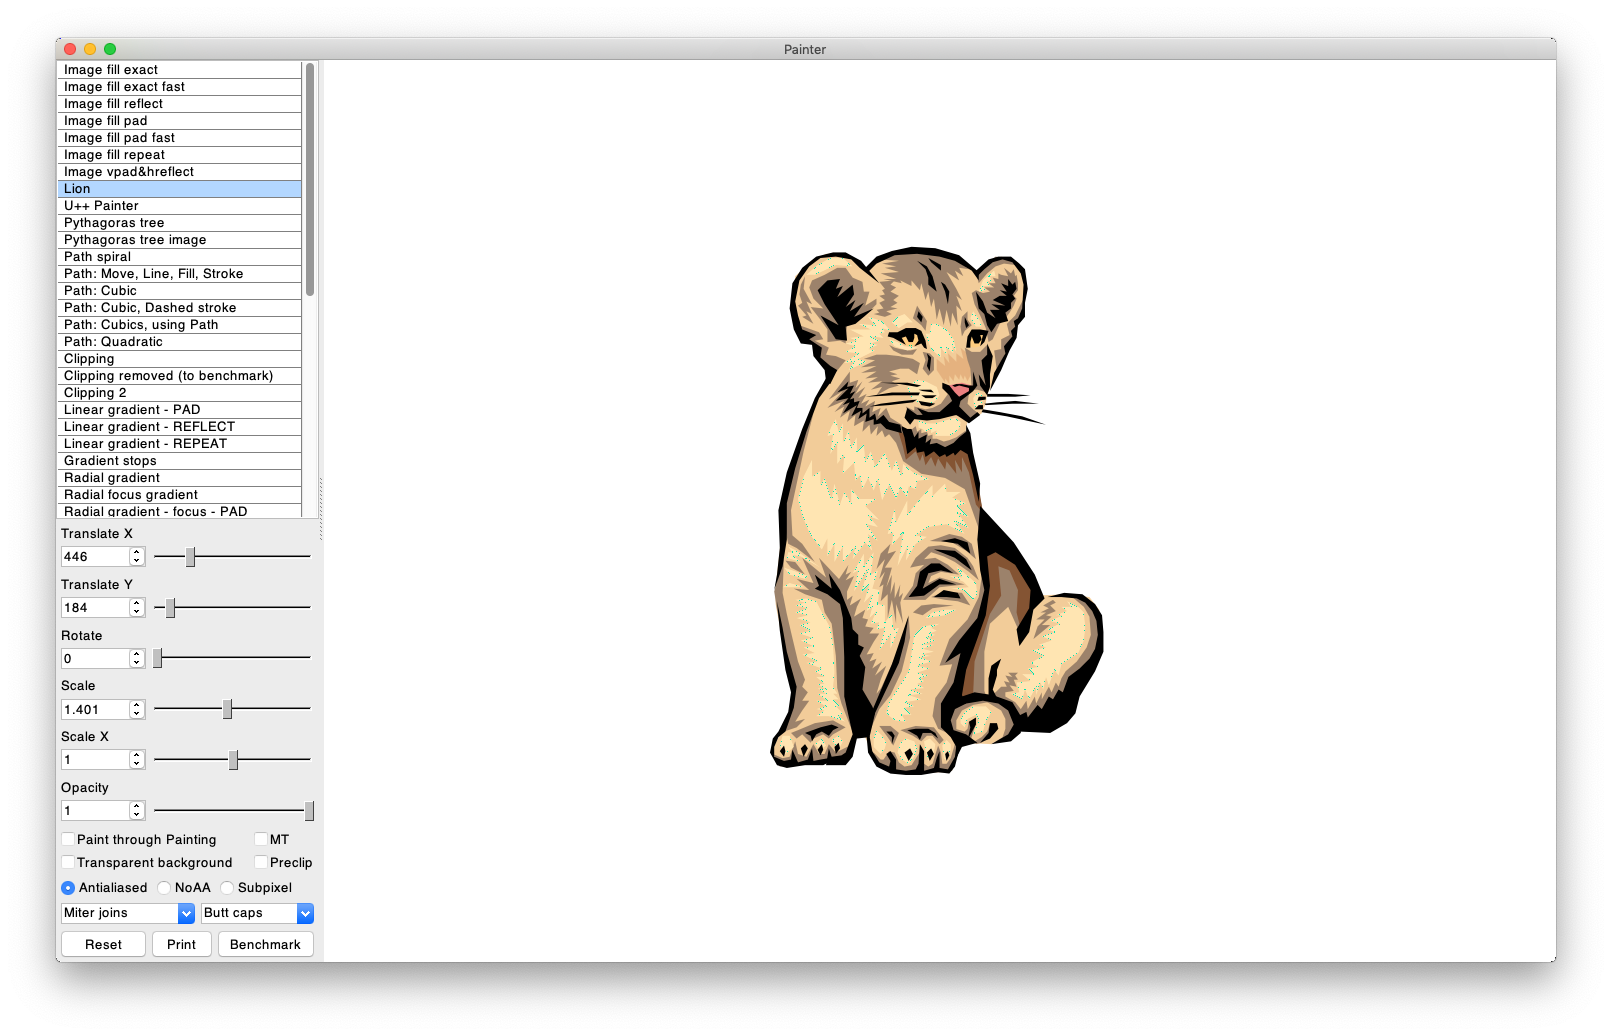 Painter
Image fill exact
Image fill exact fast
Image fill reflect
Image fill pad
Image fill pad fast
Image fill repeat
Image vpad&hreflect
Lion
U++ Painter
Pythagoras tree
Pythagoras tree image
Path spiral
Path: Move, Line, Fill, Stroke
Path: Cubic
Path: Cubic, Dashed stroke
Path: Cubics, using Path
Path: Quadratic
Clipping
Clipping removed (to benchmark)
Clipping 2
Linear gradient - PAD
Linear gradient - REFLECT
Linear gradient - REPEAT
Gradient stops
Radial gradient
Radial focus gradient
Radial gradient - focus - PAD
Translate X
446
Translate Y
184
Rotate
0
Scale
1.401
Scale X
1
Opacity
1
Paint through Painting MT
Transparent background Preclip
Antialiased NoAA Subpixel
Miter joins Butt caps
Reset Print Benchmark